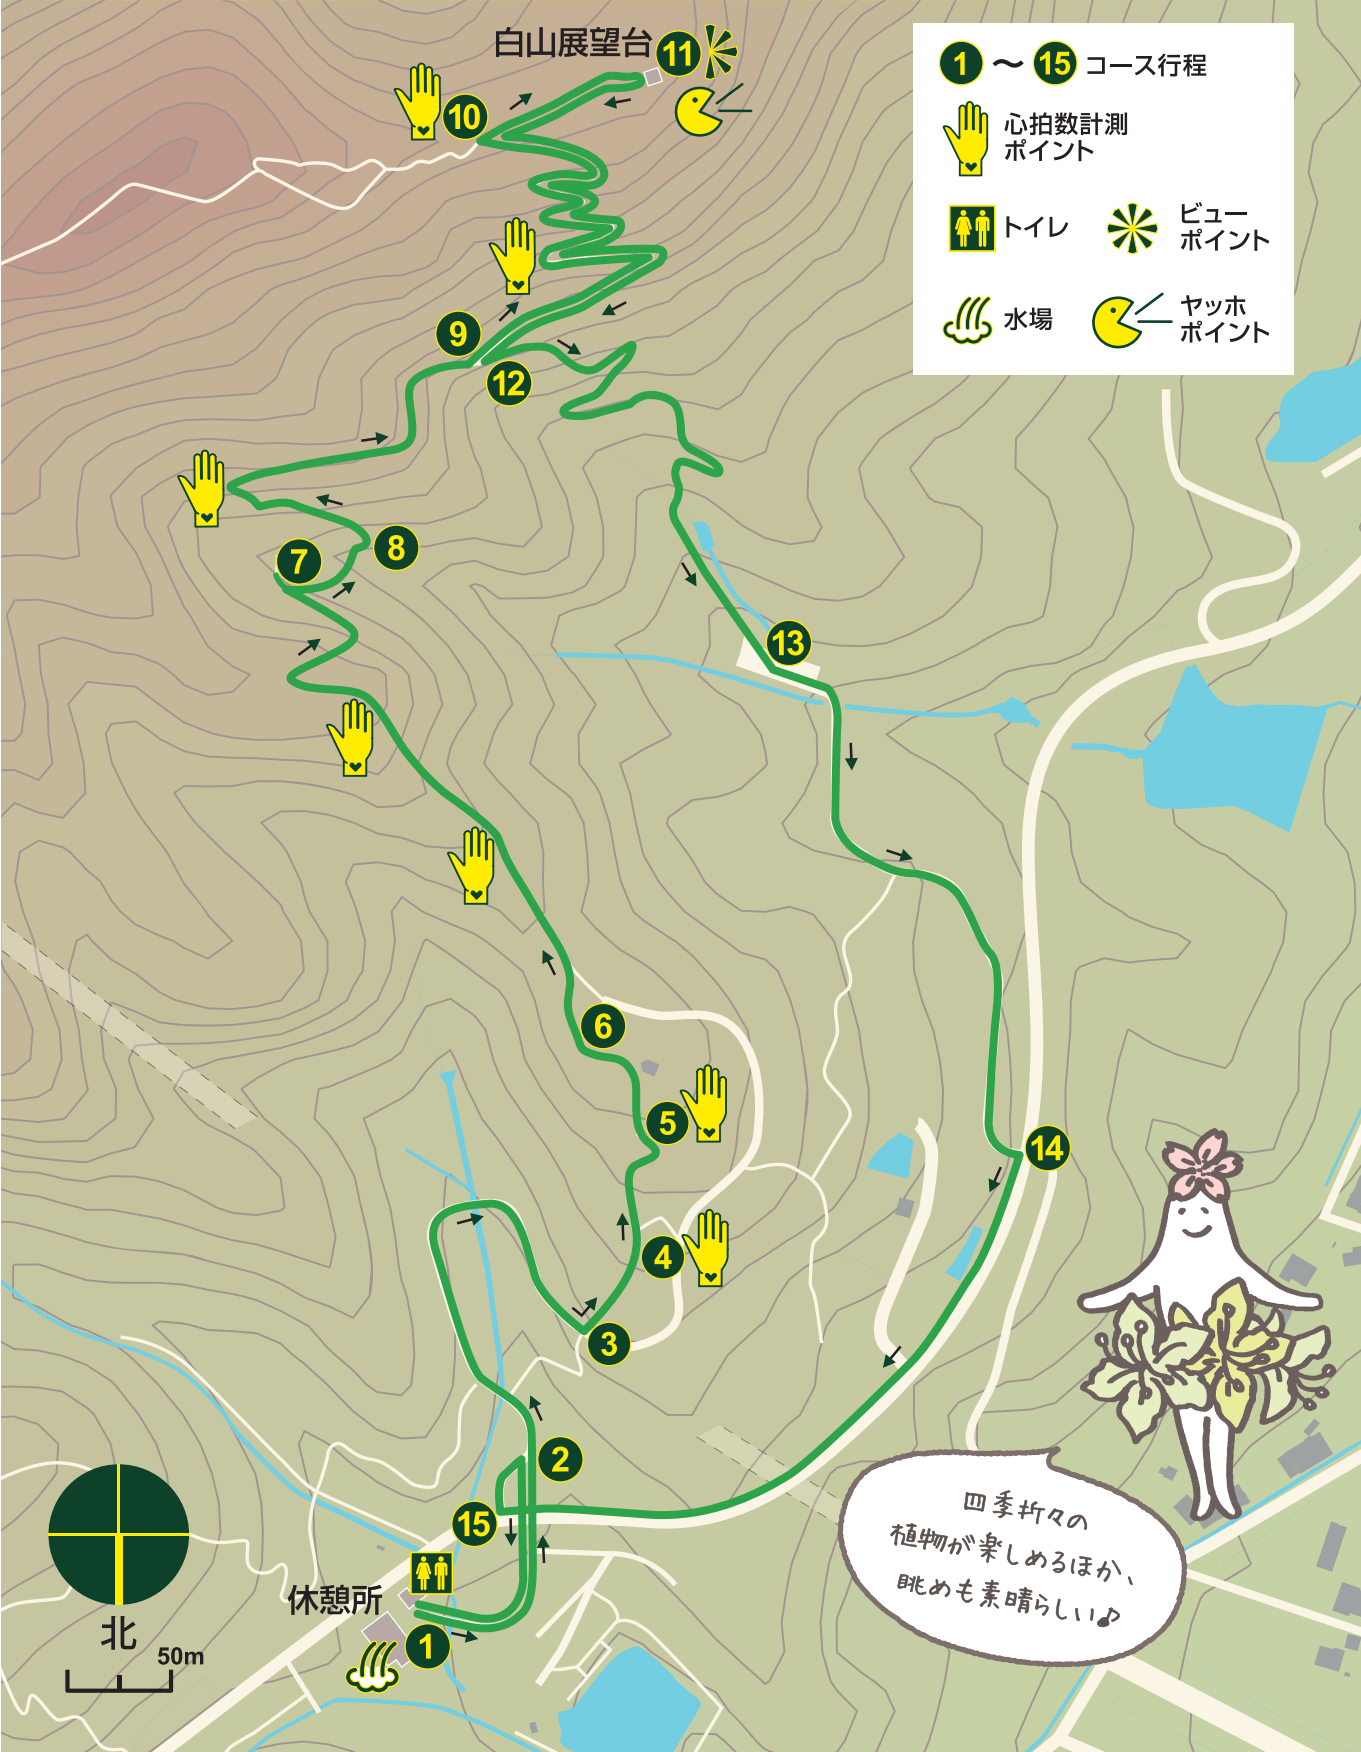 白山展望台
11
1 ～ 15 コース行程
心拍数計測
ポイント
トイレ
ビュー
ポイント
水場
ヤッホ
ポイント
10
9
12
8
7
13
6
5
14
4
3
2
15
休憩所
1
北
50m
四季折々の
植物が楽しめるほか、
眺めも素晴らしい♪